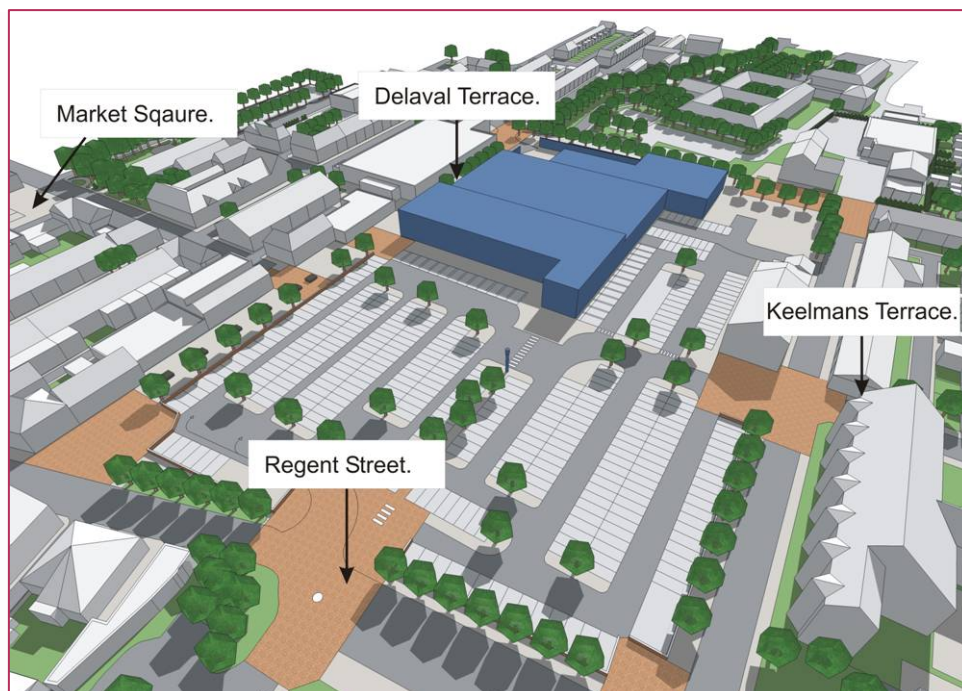 Delaval Terrace.
Market Sqaure.
Keelmans Terrace.
Regent Street.